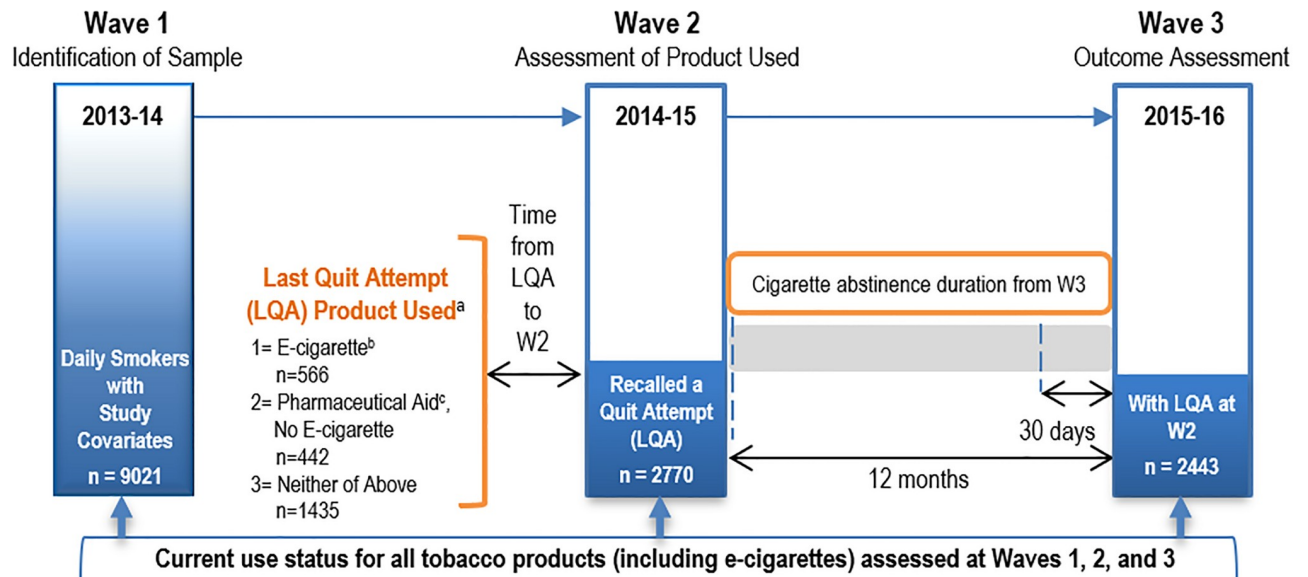 Wave 1
Identification of Sample
2013-14
Daily Smokers
with
Study
Covariates
n = 9021
Last Quit Attempt
(LQA) Product Usedᵃ
1= E-cigaretteᵇ
n=566
2= Pharmaceutical Aidᶜ,
No E-cigarette
n=442
3= Neither of Above
n=1435
Time
from
LQA
to
W2
Wave 2
Assessment of Product Used
2014-15
Recalled a
Quit Attempt
(LQA)
n = 2770
Cigarette abstinence duration from W3
30 days
12 months
Wave 3
Outcome Assessment
2015-16
With LQA at
W2
n = 2443
Current use status for all tobacco products (including e-cigarettes) assessed at Waves 1, 2, and 3